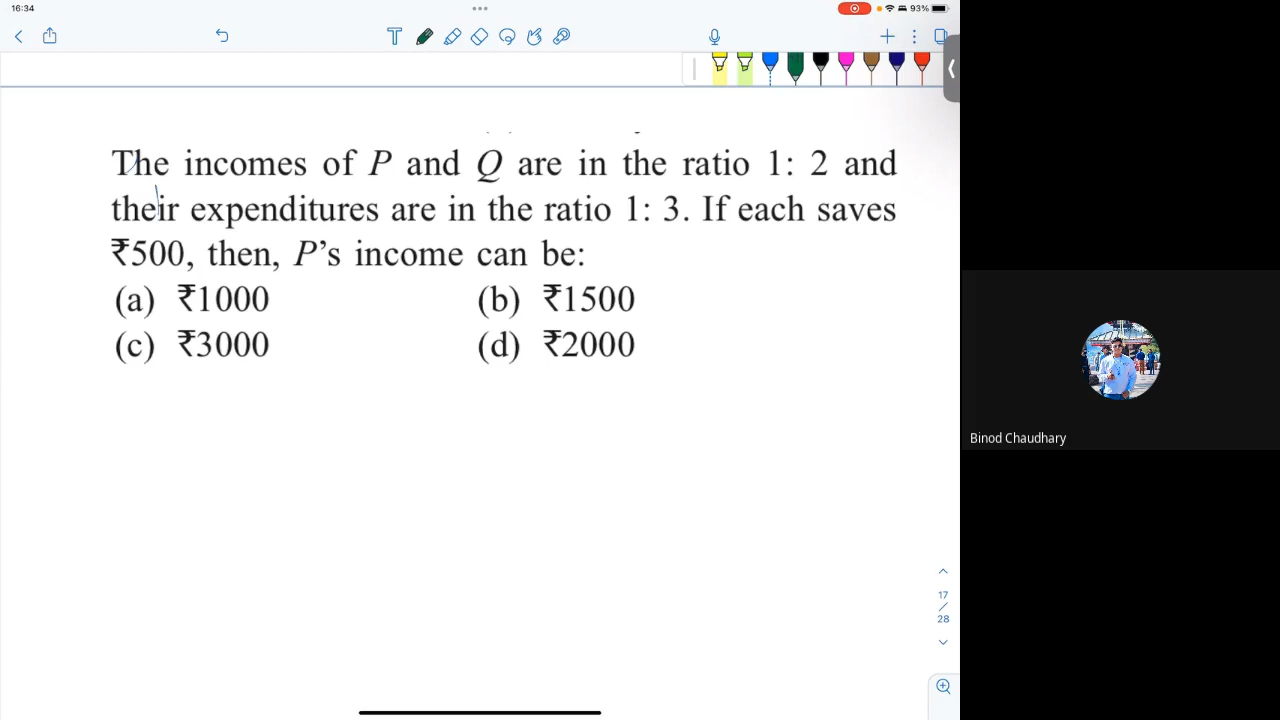 16:34
93%
T
The incomes of P and Q are in the ratio 1: 2 and
their expenditures are in the ratio 1: 3. If each saves
₹500, then, P's income can be:
(a) ₹1000 (b) ₹1500
(c) ₹3000 (d) ₹2000
Binod Chaudhary
17
/
28